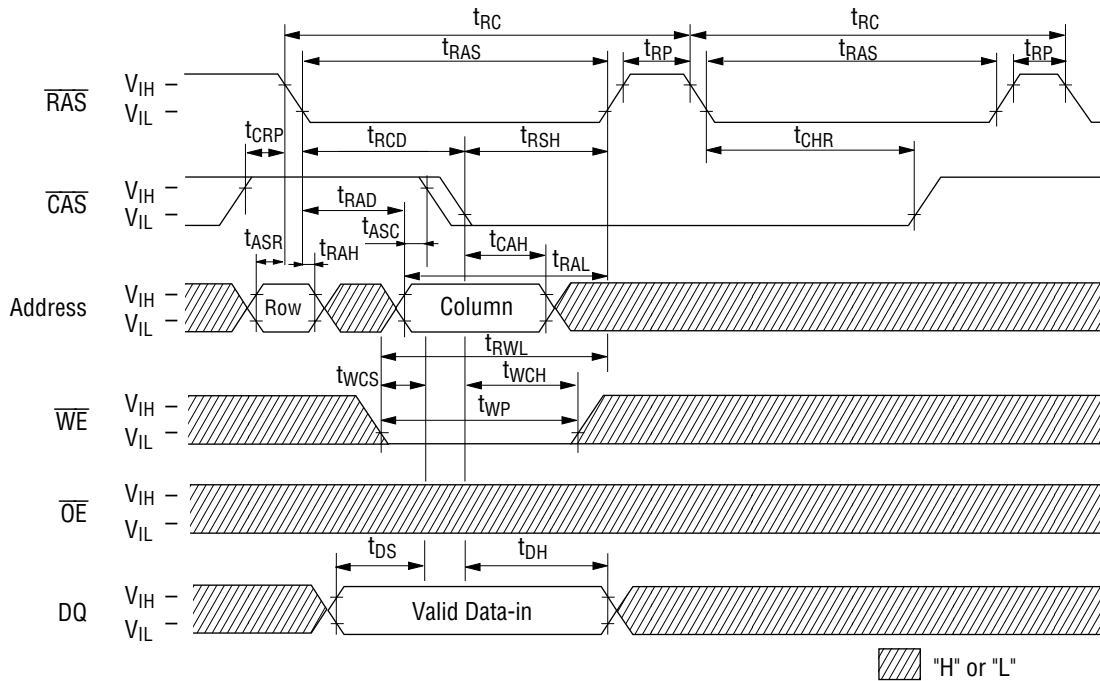 tRC tRC
tRAS tRP tRAS tRP
RAS VIH
VIL
tCRP tRCD tRSH tCHR
CAS VIH
VIL
tRAD
tASR tRAH tASC tCAH
tRAL
Address VIH Row Column
VIL
tRWL
tWCS tWCH
tWP
WE VIH
VIL
OE VIH
VIL
tDS tDH
DQ VIH Valid Data-in
VIL
"H" or "L"